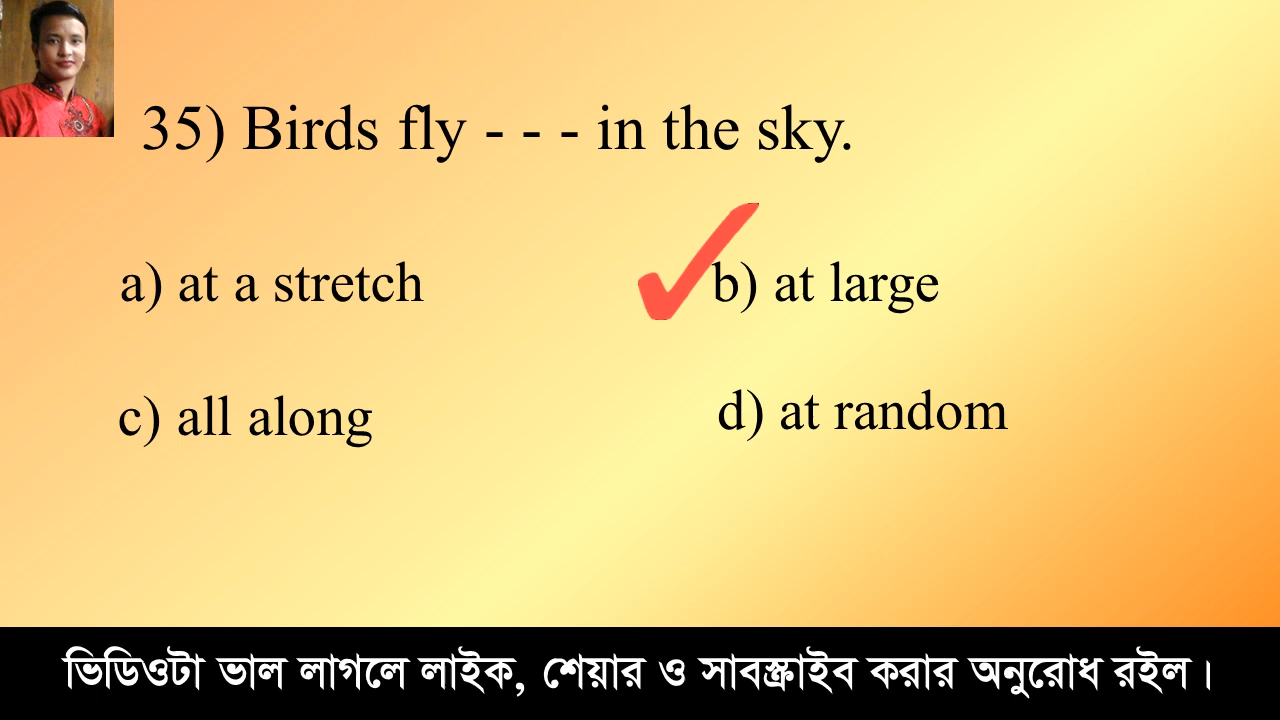 35) Birds fly - - - in the sky.
a) at a stretch
b) at large
c) all along
d) at random
ভিডিওটা ভাল লাগলে লাইক, শেয়ার ও সাবস্ক্রাইব করার অনুরোধ রইল।